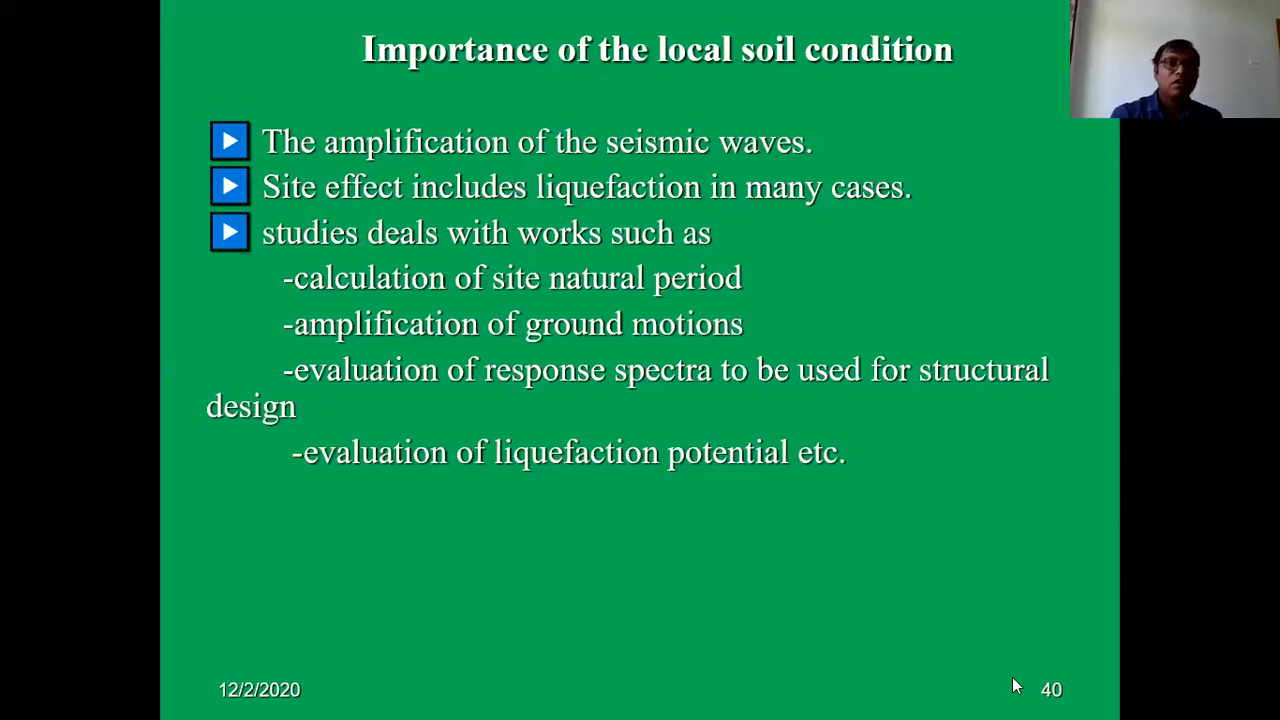 Importance of the local soil condition
The amplification of the seismic waves.
Site effect includes liquefaction in many cases.
studies deals with works such as
-calculation of site natural period
-amplification of ground motions
-evaluation of response spectra to be used for structural
design
-evaluation of liquefaction potential etc.
12/2/2020
40